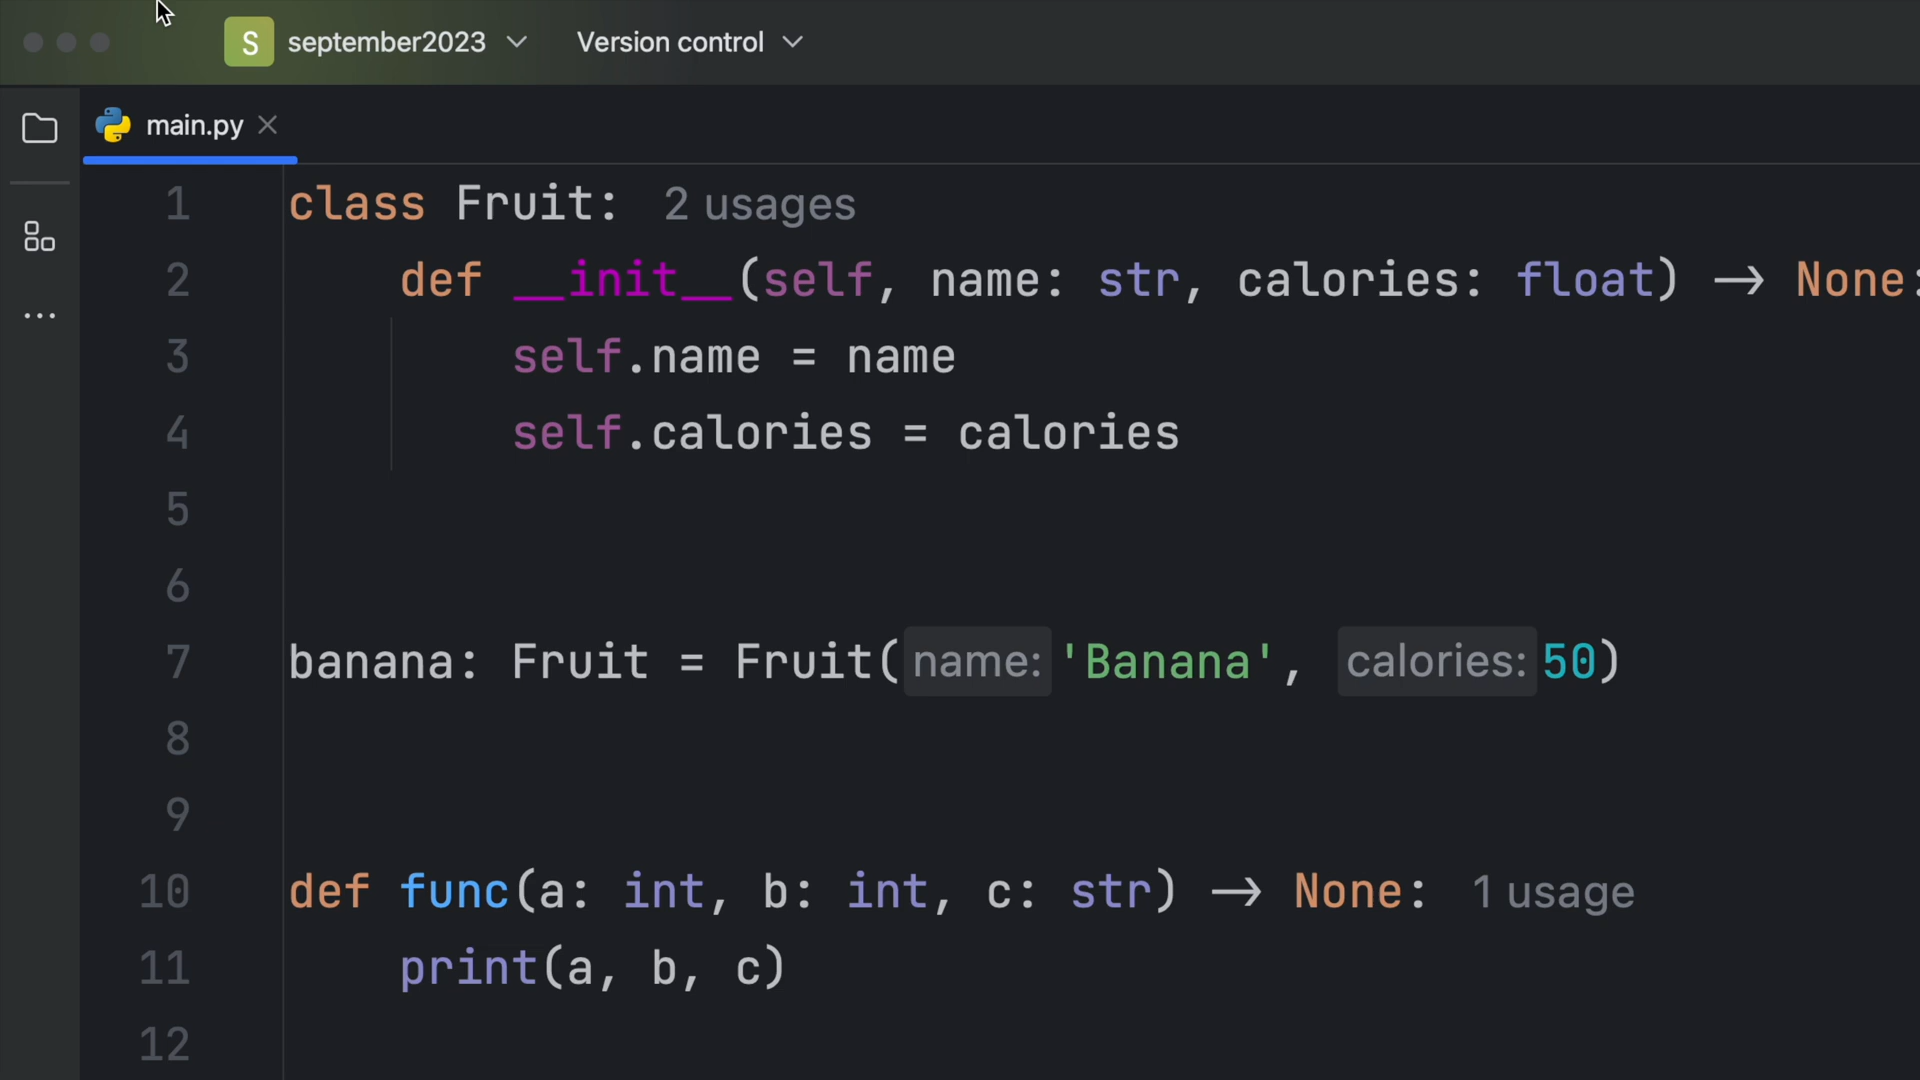 S september2023 Version control
main.py
1 class Fruit: 2 usages
2 def __init__(self, name: str, calories: float) → None:
3 self.name = name
4 self.calories = calories
5
6
7 banana: Fruit = Fruit( name: 'Banana', calories: 50)
8
9
10 def func(a: int, b: int, c: str) → None: 1 usage
11 print(a, b, c)
12